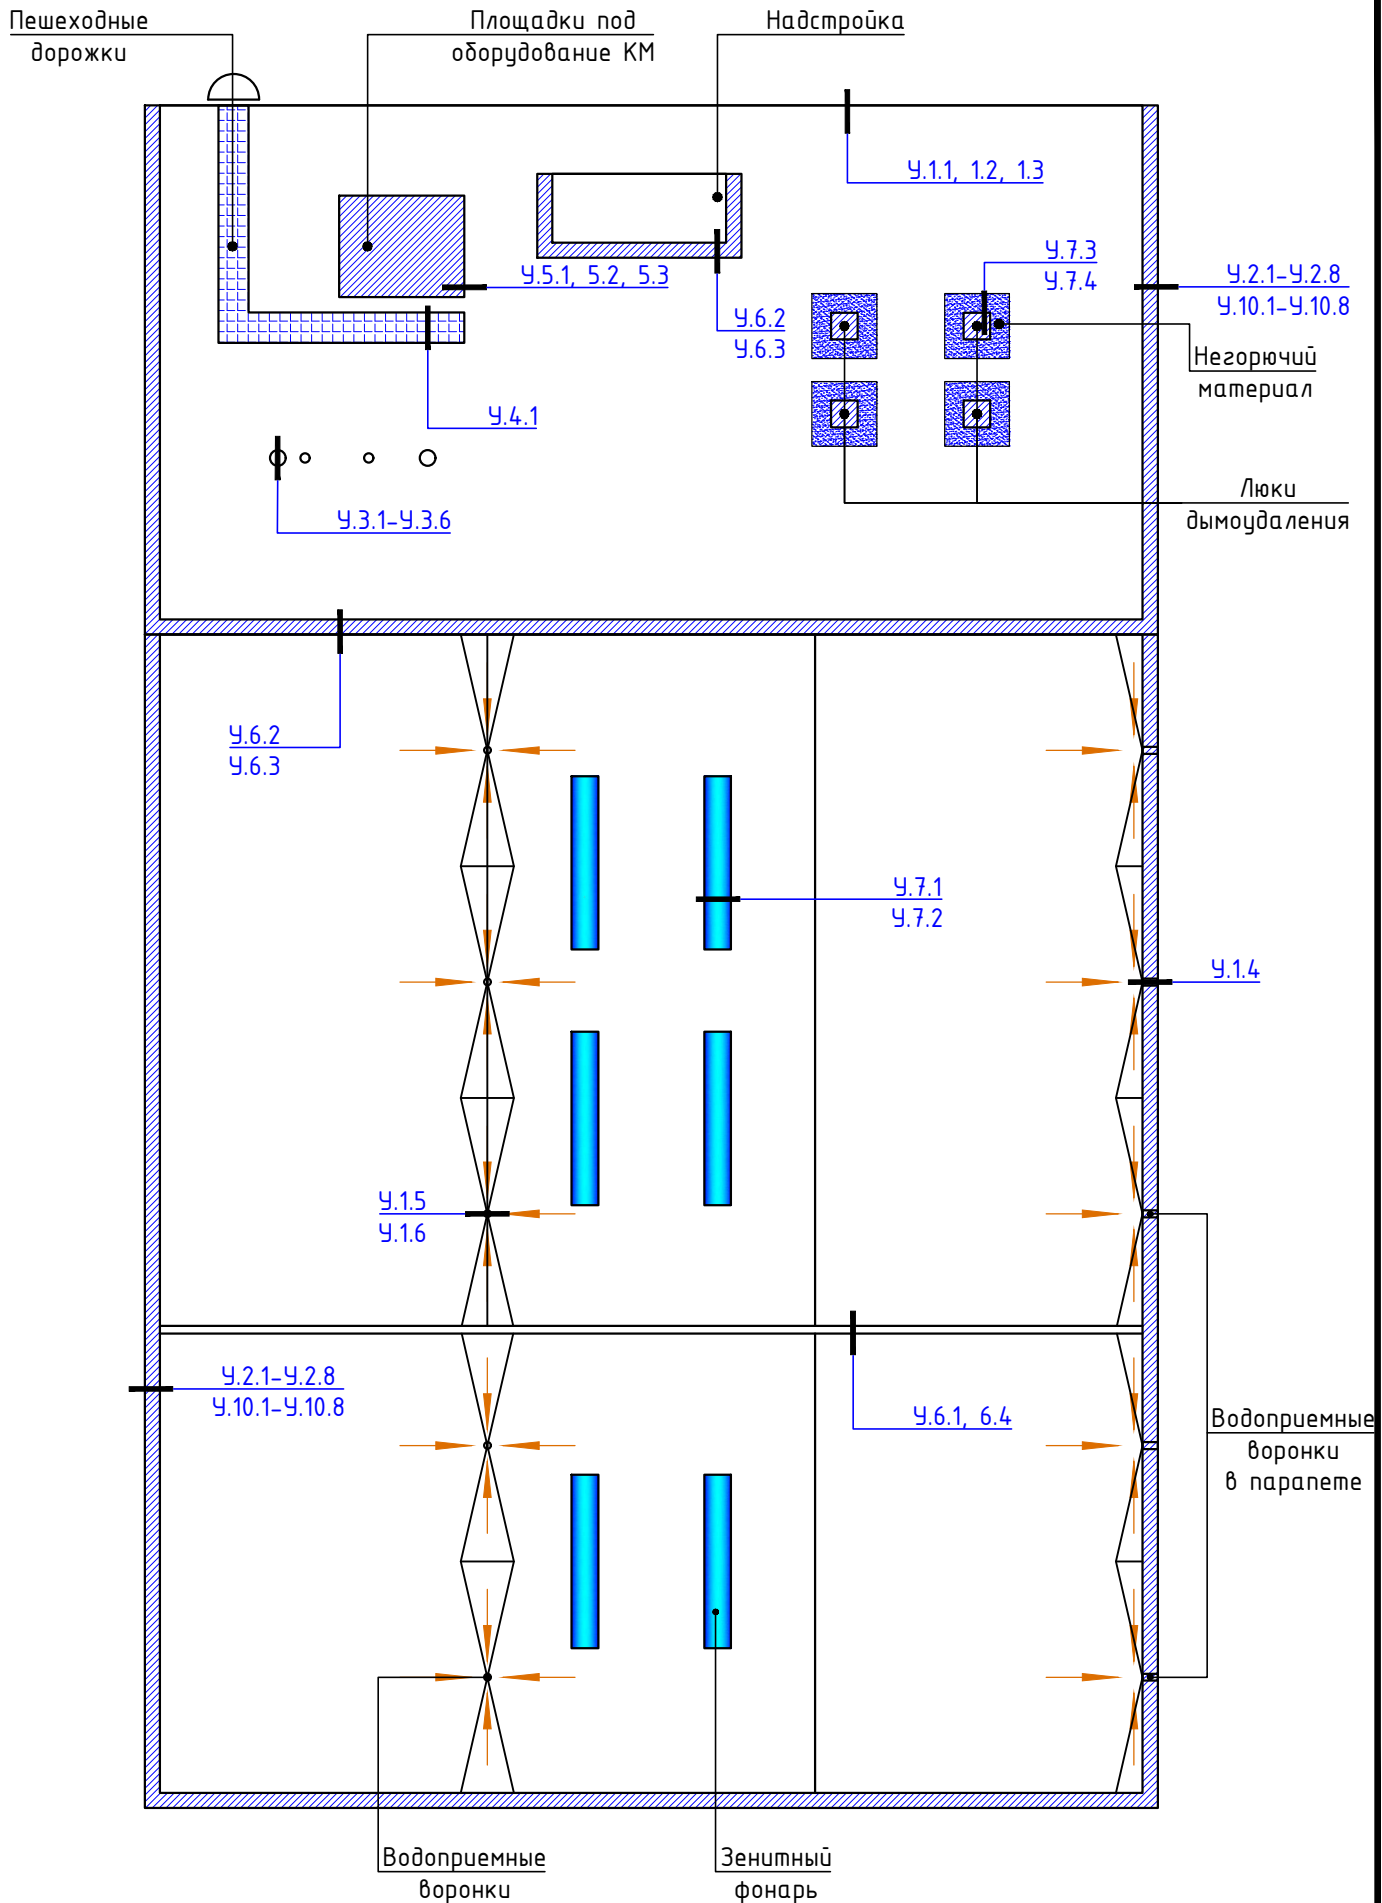 Пешеходные
дорожки
Площадки под
оборудование КМ
Надстройка
У.1.1, 1.2, 1.3
У.5.1, 5.2, 5.3
У.6.2
У.6.3
У.7.3
У.7.4
У.2.1-У.2.8
У.10.1-У.10.8
Негорючий
материал
У.4.1
У.3.1-У.3.6
Люки
дымоудаления
У.6.2
У.6.3
У.7.1
У.7.2
У.1.4
У.1.5
У.1.6
У.2.1-У.2.8
У.10.1-У.10.8
У.6.1, 6.4
Водоприемные
воронки
в парапете
Водоприемные
воронки
Зенитный
фонарь